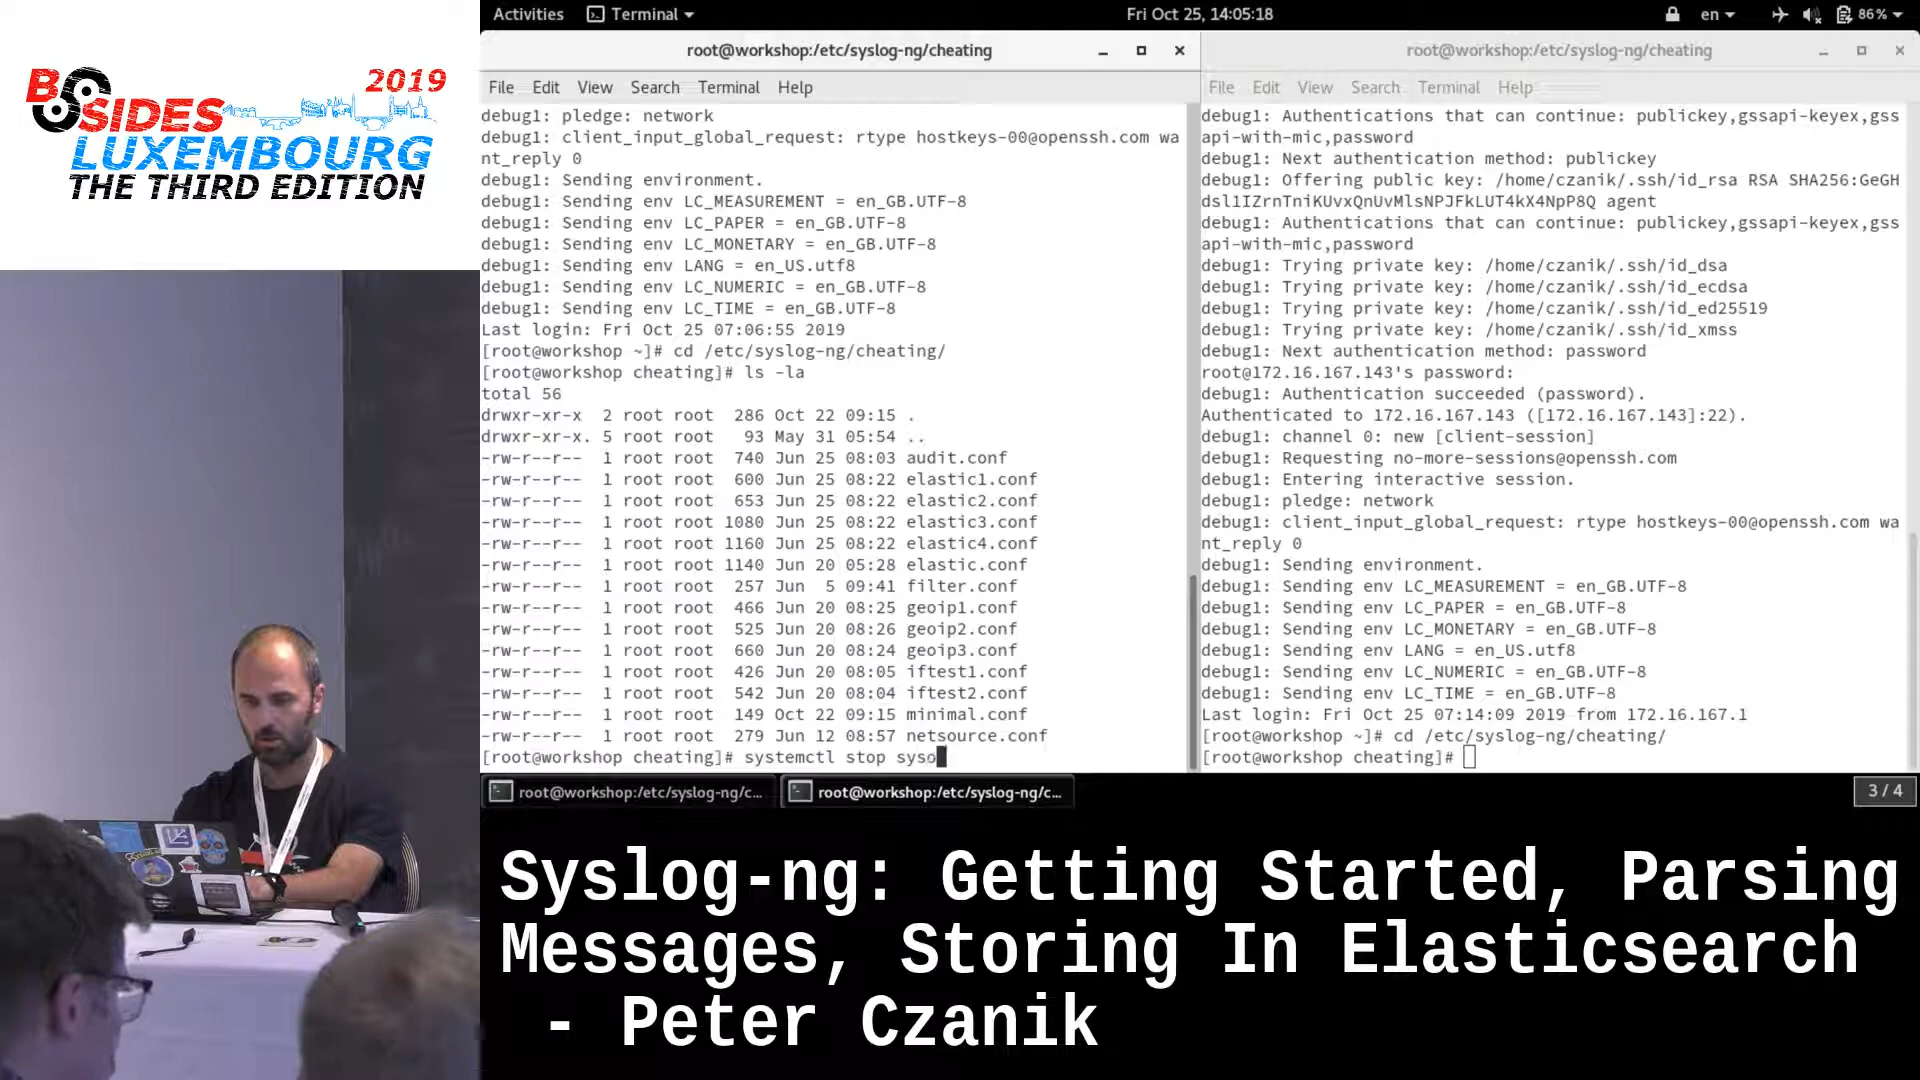 2019
BSIDES
LUXEMBOURG
THE THIRD EDITION
Activities Terminal Fri Oct 25, 14:05:18 en 86%
root@workshop:/etc/syslog-ng/cheating
File Edit View Search Terminal Help
debug1: pledge: network
debug1: client_input_global_request: rtype hostkeys-00@openssh.com wa
nt_reply 0
debug1: Sending environment.
debug1: Sending env LC_MEASUREMENT = en_GB.UTF-8
debug1: Sending env LC_PAPER = en_GB.UTF-8
debug1: Sending env LC_MONETARY = en_GB.UTF-8
debug1: Sending env LANG = en_US.utf8
debug1: Sending env LC_NUMERIC = en_GB.UTF-8
debug1: Sending env LC_TIME = en_GB.UTF-8
Last login: Fri Oct 25 07:06:55 2019
[root@workshop ~]# cd /etc/syslog-ng/cheating/
[root@workshop cheating]# ls -la
total 56
drwxr-xr-x 2 root root 286 Oct 22 09:15 .
drwxr-xr-x. 5 root root 93 May 31 05:54 ..
-rw-r--r-- 1 root root 740 Jun 25 08:03 audit.conf
-rw-r--r-- 1 root root 600 Jun 25 08:22 elastic1.conf
-rw-r--r-- 1 root root 653 Jun 25 08:22 elastic2.conf
-rw-r--r-- 1 root root 1080 Jun 25 08:22 elastic3.conf
-rw-r--r-- 1 root root 1160 Jun 25 08:22 elastic4.conf
-rw-r--r-- 1 root root 1140 Jun 20 05:28 elastic.conf
-rw-r--r-- 1 root root 257 Jun 5 09:41 filter.conf
-rw-r--r-- 1 root root 466 Jun 20 08:25 geoip1.conf
-rw-r--r-- 1 root root 525 Jun 20 08:26 geoip2.conf
-rw-r--r-- 1 root root 660 Jun 20 08:24 geoip3.conf
-rw-r--r-- 1 root root 426 Jun 20 08:05 iftest1.conf
-rw-r--r-- 1 root root 542 Jun 20 08:04 iftest2.conf
-rw-r--r-- 1 root root 149 Oct 22 09:15 minimal.conf
-rw-r--r-- 1 root root 279 Jun 12 08:57 netsource.conf
[root@workshop cheating]# systemctl stop syso
root@workshop:/etc/syslog-ng/cheating
File Edit View Search Terminal Help
debug1: Authentications that can continue: publickey,gssapi-keyex,gss
api-with-mic,password
debug1: Next authentication method: publickey
debug1: Offering public key: /home/czanik/.ssh/id_rsa RSA SHA256:GeGH
dsl1IZrnTniKUvxQnUvMlsNPJFkLUT4kX4NpP8Q agent
debug1: Authentications that can continue: publickey,gssapi-keyex,gss
api-with-mic,password
debug1: Trying private key: /home/czanik/.ssh/id_dsa
debug1: Trying private key: /home/czanik/.ssh/id_ecdsa
debug1: Trying private key: /home/czanik/.ssh/id_ed25519
debug1: Trying private key: /home/czanik/.ssh/id_xmss
debug1: Next authentication method: password
root@172.16.167.143's password:
debug1: Authentication succeeded (password).
Authenticated to 172.16.167.143 ([172.16.167.143]:22).
debug1: channel 0: new [client-session]
debug1: Requesting no-more-sessions@openssh.com
debug1: Entering interactive session.
debug1: pledge: network
debug1: client_input_global_request: rtype hostkeys-00@openssh.com wa
nt_reply 0
debug1: Sending environment.
debug1: Sending env LC_MEASUREMENT = en_GB.UTF-8
debug1: Sending env LC_PAPER = en_GB.UTF-8
debug1: Sending env LC_MONETARY = en_GB.UTF-8
debug1: Sending env LANG = en_US.utf8
debug1: Sending env LC_NUMERIC = en_GB.UTF-8
debug1: Sending env LC_TIME = en_GB.UTF-8
Last login: Fri Oct 25 07:14:09 2019 from 172.16.167.1
[root@workshop ~]# cd /etc/syslog-ng/cheating/
[root@workshop cheating]#
root@workshop:/etc/syslog-ng/c... root@workshop:/etc/syslog-ng/c... 3 / 4
Syslog-ng: Getting Started, Parsing
Messages, Storing In Elasticsearch
- Peter Czanik